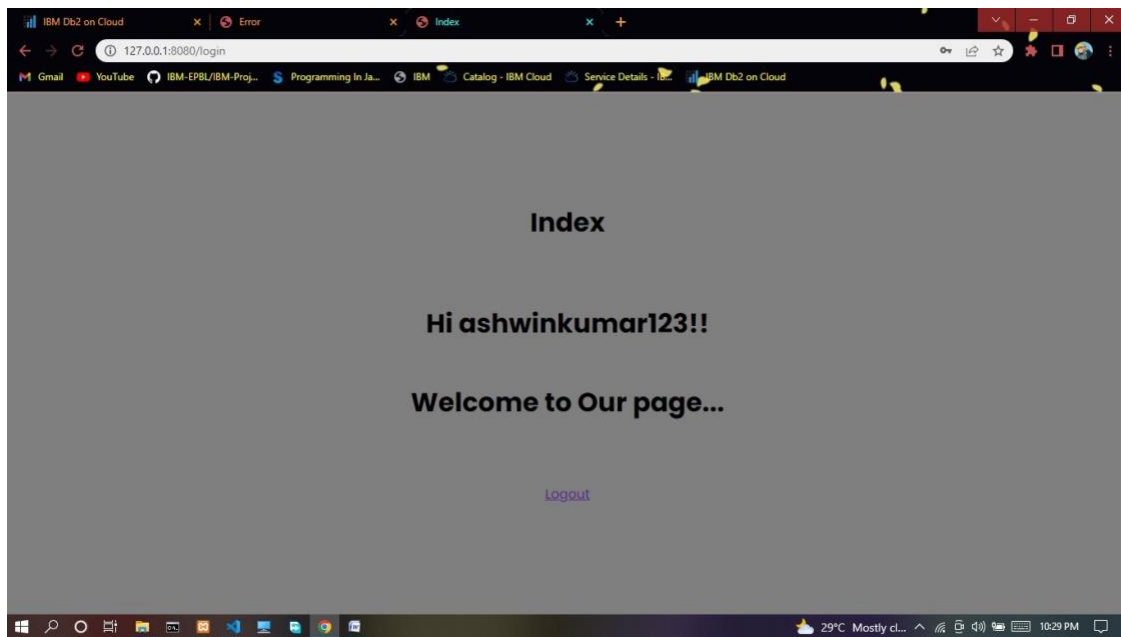 IBM Db2 on Cloud
Error
Index
127.0.0.1:8080/login
Gmail
YouTube
IBM-EPBL/IBM-Proj...
Programming In Ja...
IBM
Catalog - IBM Cloud
Service Details - IB...
IBM Db2 on Cloud
Index
Hi ashwinkumar123!!
Welcome to Our page...
Logout
29°C Mostly cl...
10:29 PM